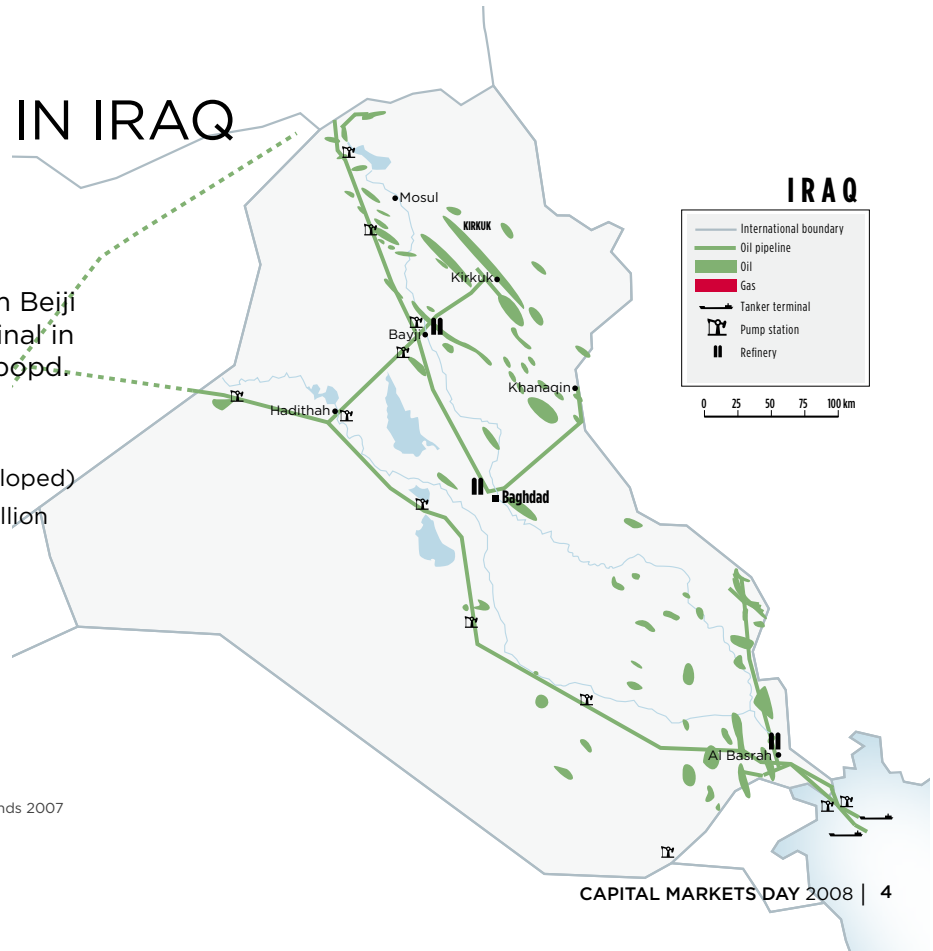 IN IRAQ
n Beiji
inal in
oopd.
loped)
llion
nds 2007
IRAQ
International boundary
Oil pipeline
Oil
Gas
Tanker terminal
Pump station
Refinery
0 25 50 75 100 km
Mosul
KIRKUK
Kirkuk
Bayji
Khanaqin
Hadithah
Baghdad
Al Basrah
CAPITAL MARKETS DAY 2008 | 4